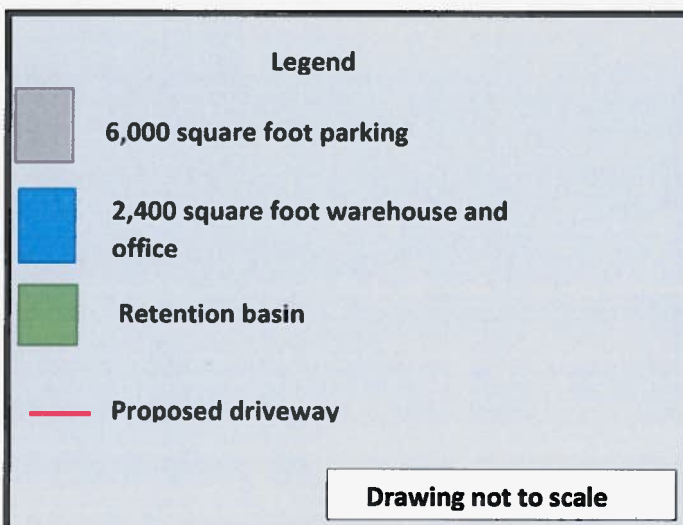 Legend
6,000 square foot parking
2,400 square foot warehouse and
office
Retention basin
Proposed driveway
Drawing not to scale